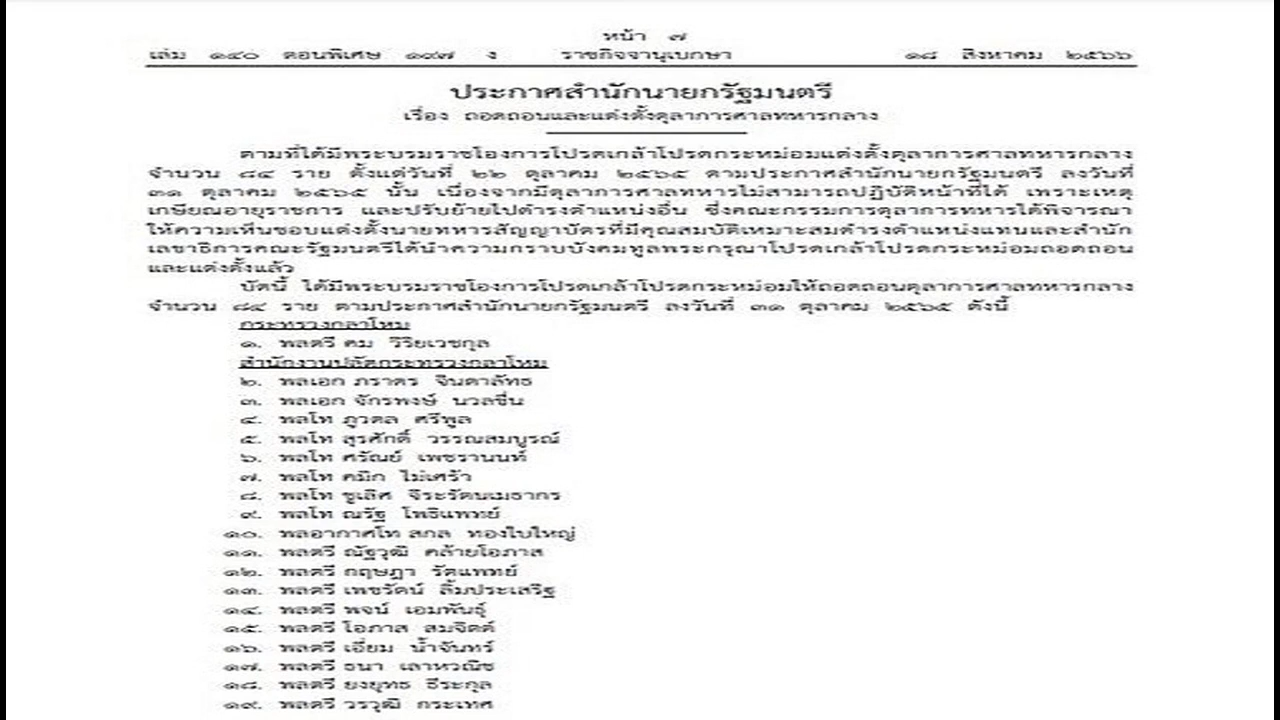 หน้า ๗
เล่ม ๑๔๐ ตอนพิเศษ ๑๙๗ ง ราชกิจจานุเบกษา ๑๘ สิงหาคม ๒๕๖๖
ประกาศสำนักนายกรัฐมนตรี
เรื่อง ถอดถอนและแต่งตั้งตุลาการศาลทหารกลาง
ตามที่ได้มีพระบรมราชโองการโปรดเกล้าโปรดกระหม่อมแต่งตั้งตุลาการศาลทหารกลาง
จำนวน ๘๔ ราย ตั้งแต่วันที่ ๒๒ ตุลาคม ๒๕๖๕ ตามประกาศสำนักนายกรัฐมนตรี ลงวันที่
๓๑ ตุลาคม ๒๕๖๕ นั้น เนื่องจากมีตุลาการศาลทหารไม่สามารถปฏิบัติหน้าที่ได้ เพราะเหตุ
เกษียณอายุราชการ และปรับย้ายไปดำรงตำแหน่งอื่น ซึ่งคณะกรรมการตุลาการทหารได้พิจารณา
ให้ความเห็นชอบแต่งตั้งนายทหารสัญญาบัตรที่มีคุณสมบัติเหมาะสมดำรงตำแหน่งแทนและสำนัก
เลขาธิการคณะรัฐมนตรีได้นำความกราบบังคมทูลพระกรุณาโปรดเกล้าโปรดกระหม่อมถอดถอน
และแต่งตั้งแล้ว
บัดนี้ ได้มีพระบรมราชโองการโปรดเกล้าโปรดกระหม่อมให้ถอดถอนตุลาการศาลทหารกลาง
จำนวน ๘๔ ราย ตามประกาศสำนักนายกรัฐมนตรี ลงวันที่ ๓๑ ตุลาคม ๒๕๖๕ ดังนี้
กระทรวงกลาโหม
๑. พลตรี คม วิริยเวชกุล
สำนักงานปลัดกระทรวงกลาโหม
๒. พลเอก ภราดร จินดาลัทธ
๓. พลเอก จักรพงษ์ นวลชื่น
๔. พลโท ภูวดล ศรีพูล
๕. พลโท สุรศักดิ์ วรรณสมบูรณ์
๖. พลโท ศรัณย์ เพชรานนท์
๗. พลโท คมิก ไม่เศร้า
๘. พลโท ชูเลิศ จิระรัตนเมธากร
๙. พลโท ณรัฐ โพธิแพทย์
๑๐. พลอากาศโท สกล ทองใบใหญ่
๑๑. พลตรี ณัฐวุฒิ คล้ายโอภาส
๑๒. พลตรี กฤษฎา รัตแพทย์
๑๓. พลตรี เพชรัตน์ ลิ้มประเสริฐ
๑๔. พลตรี พจน์ เอมพันธุ์
๑๕. พลตรี โอภาส สมจิตต์
๑๖. พลตรี เอี่ยม น้ำจันทร์
๑๗. พลตรี ธนา เลาหวณิช
๑๘. พลตรี ยงยุทธ ธีระกุล
๑๙. พลตรี วรวุฒิ กระเทศ